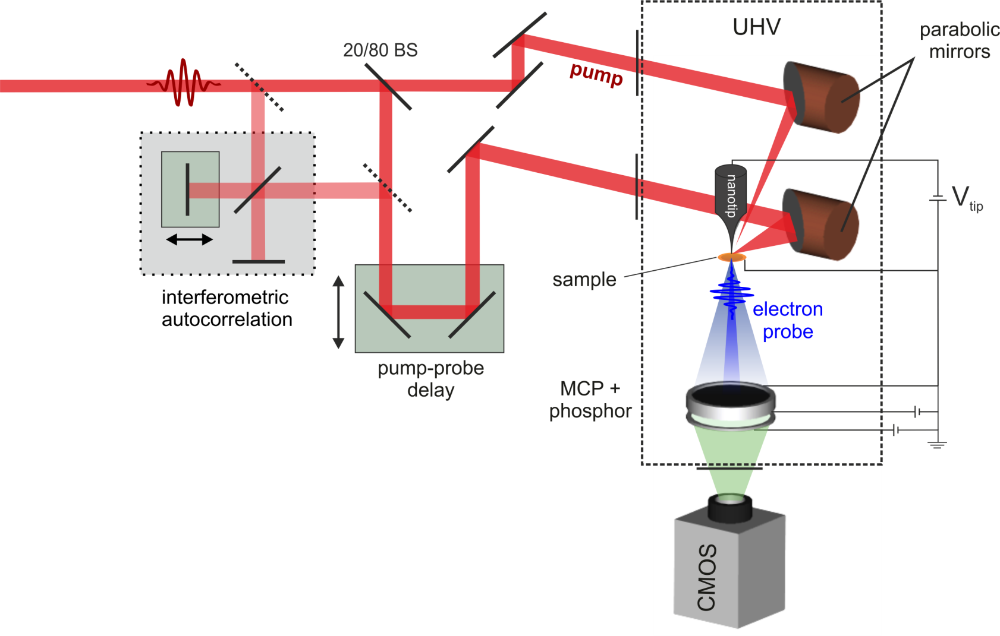 UHV
parabolic
mirrors
20/80 BS
pump
nanotip
V tip
sample
interferometric
autocorrelation
electron
probe
pump-probe
delay
MCP +
phosphor
CMOS